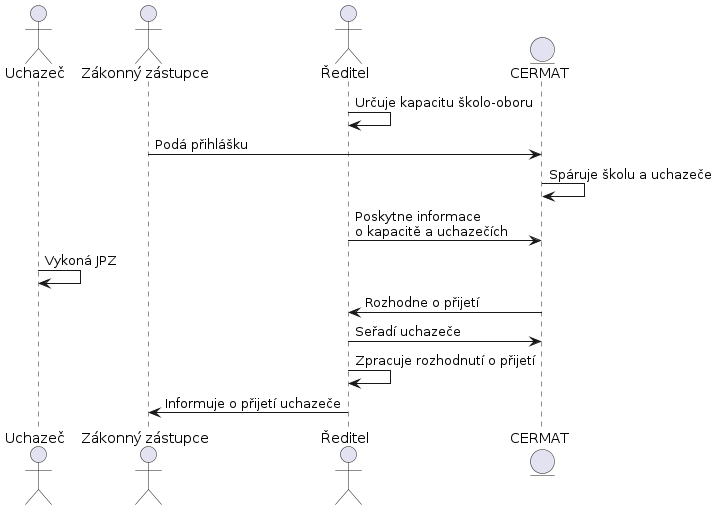 Uchazeč
Zákonný zástupce
Ředitel
CERMAT
Určuje kapacitu školo-oboru
Podá přihlášku
Spáruje školu a uchazeče
Poskytne informace
o kapacitě a uchazečích
Vykoná JPZ
Rozhodne o přijetí
Seřadí uchazeče
Zpracuje rozhodnutí o přijetí
Informuje o přijetí uchazeče
Uchazeč
Zákonný zástupce
Ředitel
CERMAT